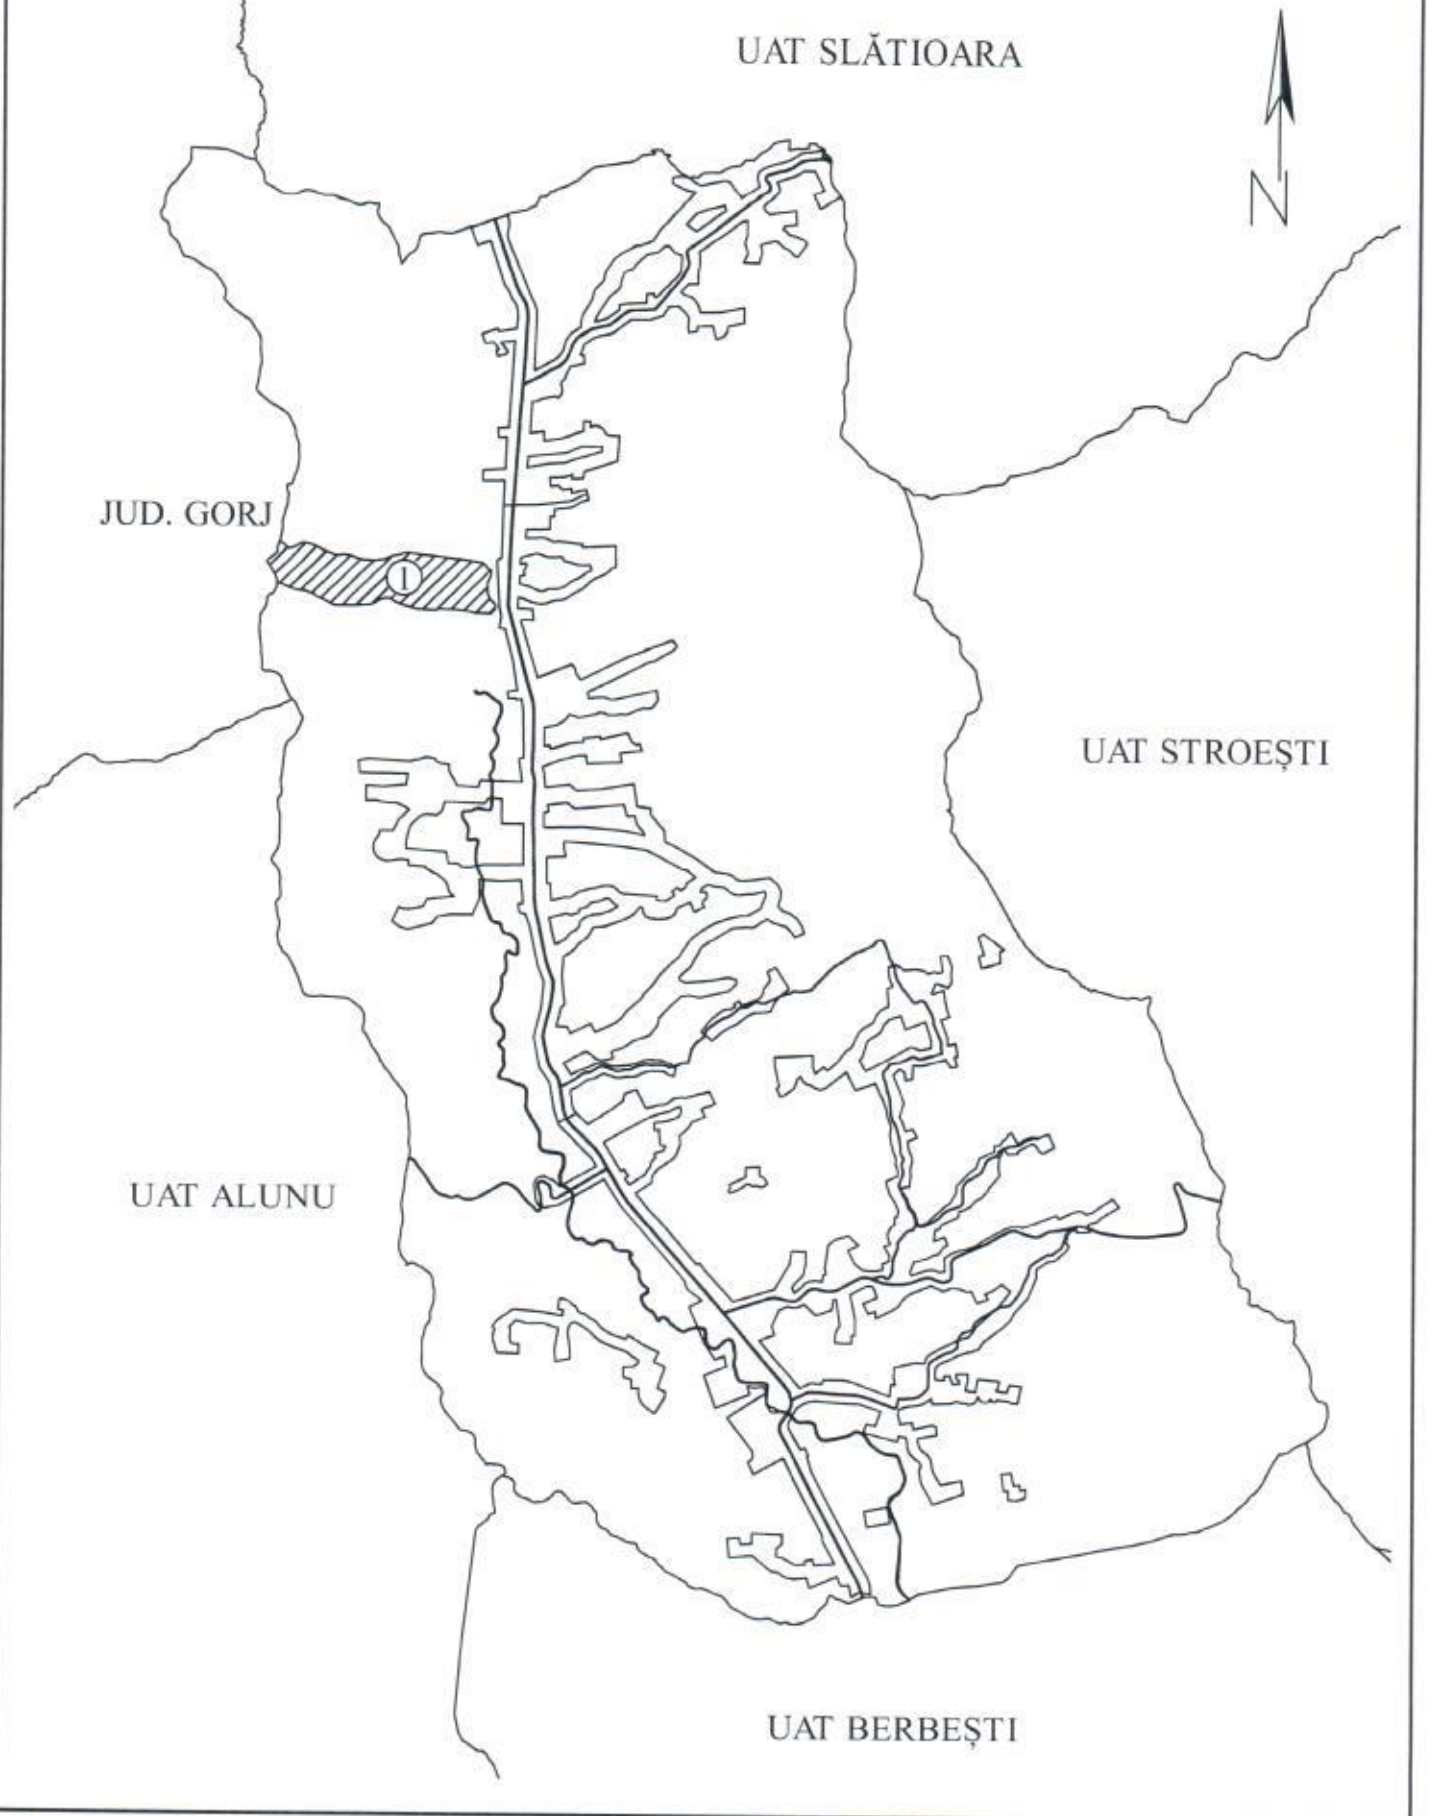 UAT SLĂTIOARA
N
JUD. GORJ
1
UAT STROEȘTI
UAT ALUNU
UAT BERBEȘTI